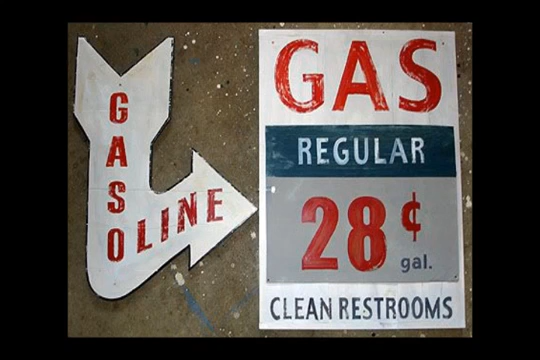 GASOLINE
GAS
REGULAR
28¢ gal.
CLEAN RESTROOMS